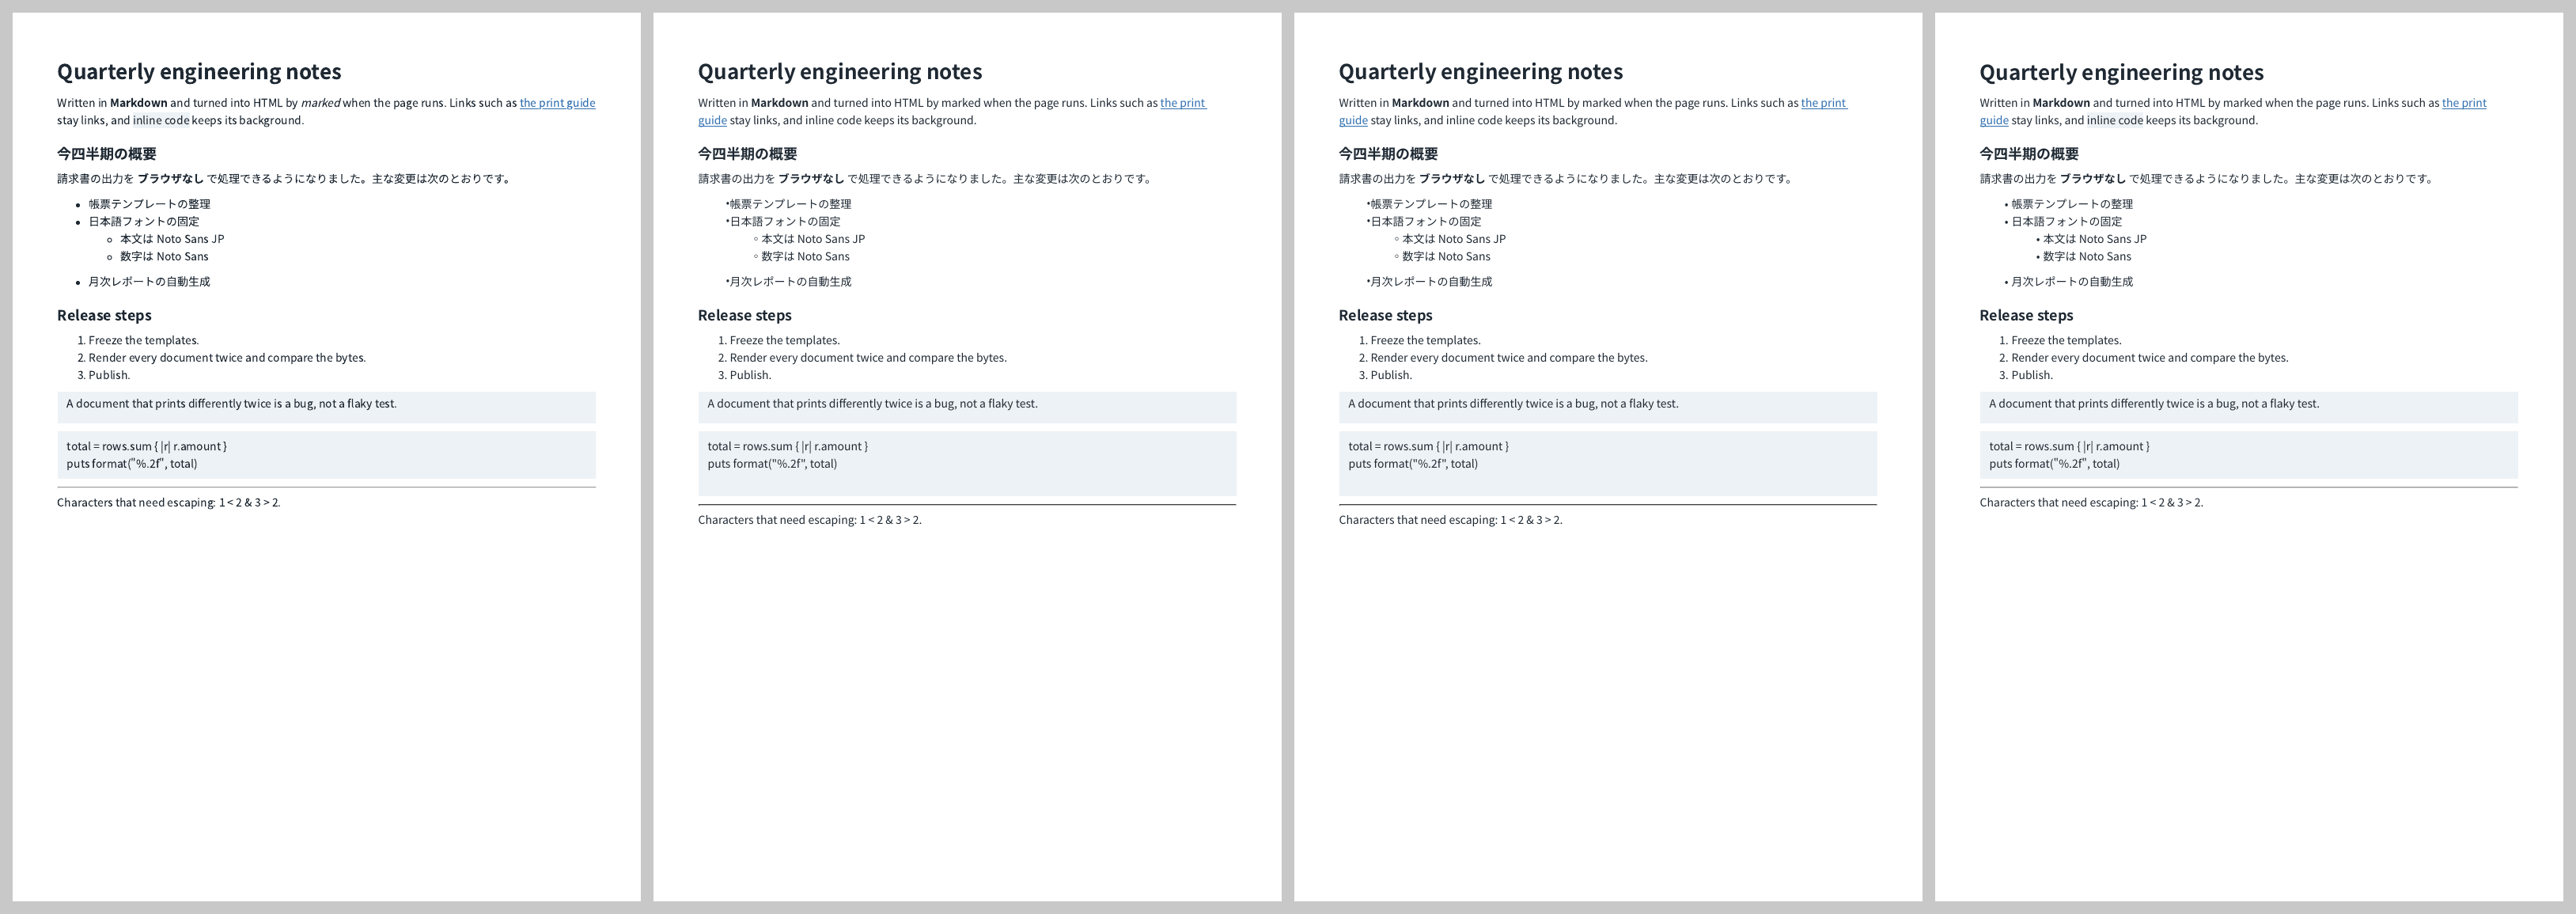 Quarterly engineering notes
Written in Markdown and turned into HTML by marked when the page runs. Links such as the print guide
stay links, and inline code keeps its background.
今四半期の概要
請求書の出力を ブラウザなし で処理できるようになりました。主な変更は次のとおりです。
• 帳票テンプレートの整理
• 日本語フォントの固定
◦ 本文は Noto Sans JP
◦ 数字は Noto Sans
• 月次レポートの自動生成
Release steps
1. Freeze the templates.
2. Render every document twice and compare the bytes.
3. Publish.
A document that prints differently twice is a bug, not a flaky test.
total = rows.sum { |r| r.amount }
puts format("%.2f", total)
Characters that need escaping: 1 < 2 & 3 > 2.
Quarterly engineering notes
Written in Markdown and turned into HTML by marked when the page runs. Links such as the print
guide stay links, and inline code keeps its background.
今四半期の概要
請求書の出力を ブラウザなし で処理できるようになりました。主な変更は次のとおりです。
•帳票テンプレートの整理
•日本語フォントの固定
◦ 本文は Noto Sans JP
◦ 数字は Noto Sans
•月次レポートの自動生成
Release steps
1. Freeze the templates.
2. Render every document twice and compare the bytes.
3. Publish.
A document that prints differently twice is a bug, not a flaky test.
total = rows.sum { |r| r.amount }
puts format("%.2f", total)
Characters that need escaping: 1 < 2 & 3 > 2.
Quarterly engineering notes
Written in Markdown and turned into HTML by marked when the page runs. Links such as the print
guide stay links, and inline code keeps its background.
今四半期の概要
請求書の出力を ブラウザなし で処理できるようになりました。主な変更は次のとおりです。
•帳票テンプレートの整理
•日本語フォントの固定
◦ 本文は Noto Sans JP
◦ 数字は Noto Sans
•月次レポートの自動生成
Release steps
1. Freeze the templates.
2. Render every document twice and compare the bytes.
3. Publish.
A document that prints differently twice is a bug, not a flaky test.
total = rows.sum { |r| r.amount }
puts format("%.2f", total)
Characters that need escaping: 1 < 2 & 3 > 2.
Quarterly engineering notes
Written in Markdown and turned into HTML by marked when the page runs. Links such as the print
guide stay links, and inline code keeps its background.
今四半期の概要
請求書の出力を ブラウザなし で処理できるようになりました。主な変更は次のとおりです。
• 帳票テンプレートの整理
• 日本語フォントの固定
• 本文は Noto Sans JP
• 数字は Noto Sans
• 月次レポートの自動生成
Release steps
1. Freeze the templates.
2. Render every document twice and compare the bytes.
3. Publish.
A document that prints differently twice is a bug, not a flaky test.
total = rows.sum { |r| r.amount }
puts format("%.2f", total)
Characters that need escaping: 1 < 2 & 3 > 2.